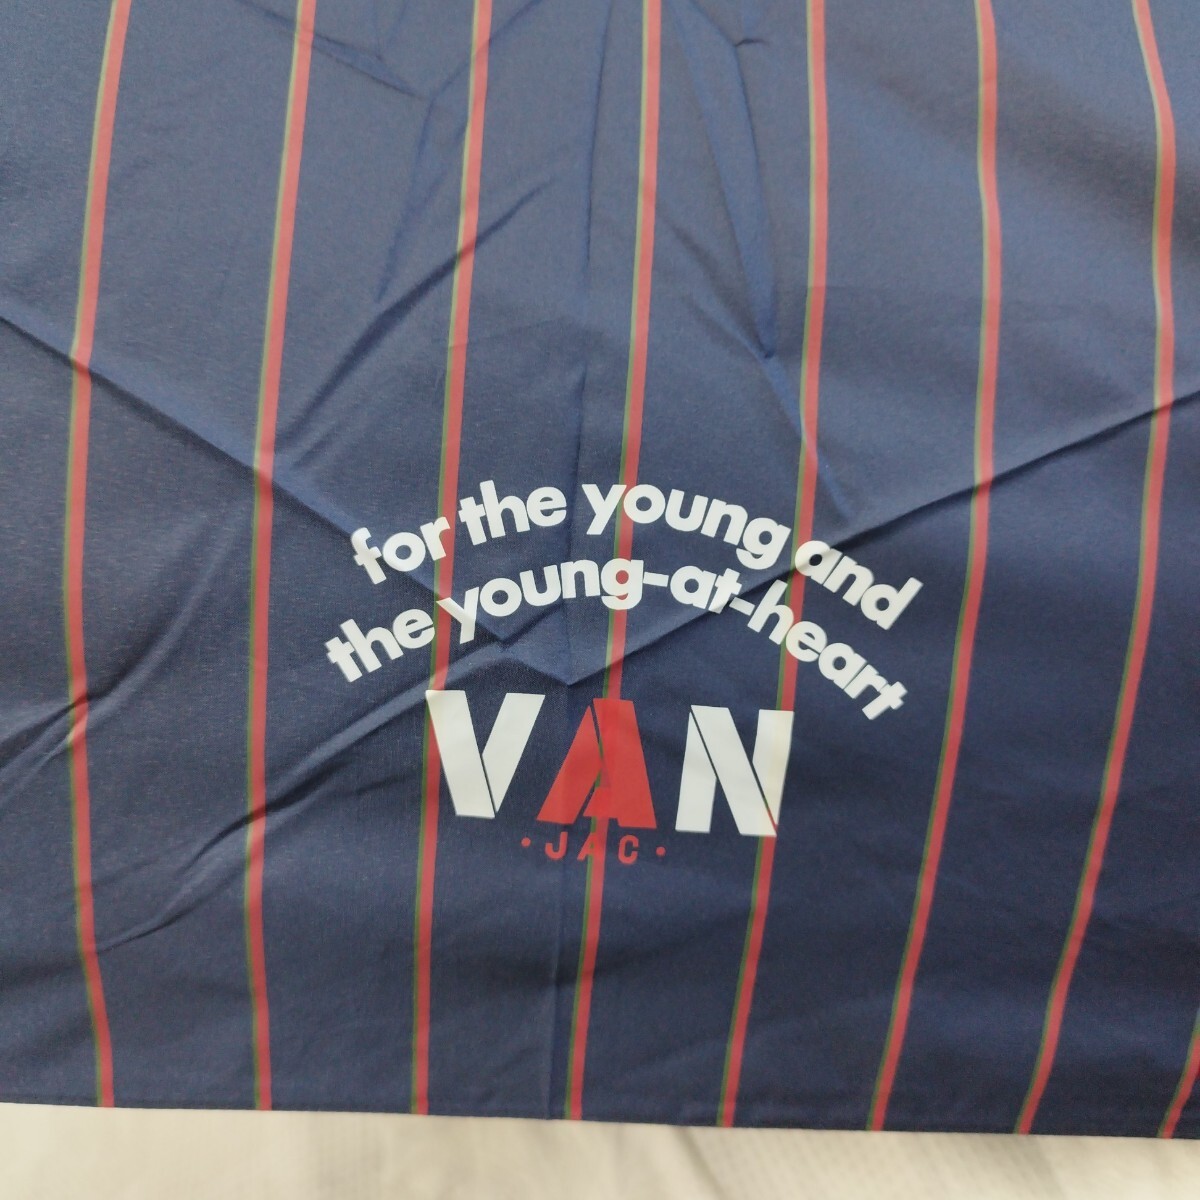 for the young and
the young-at-heart
VAN
·JAC·